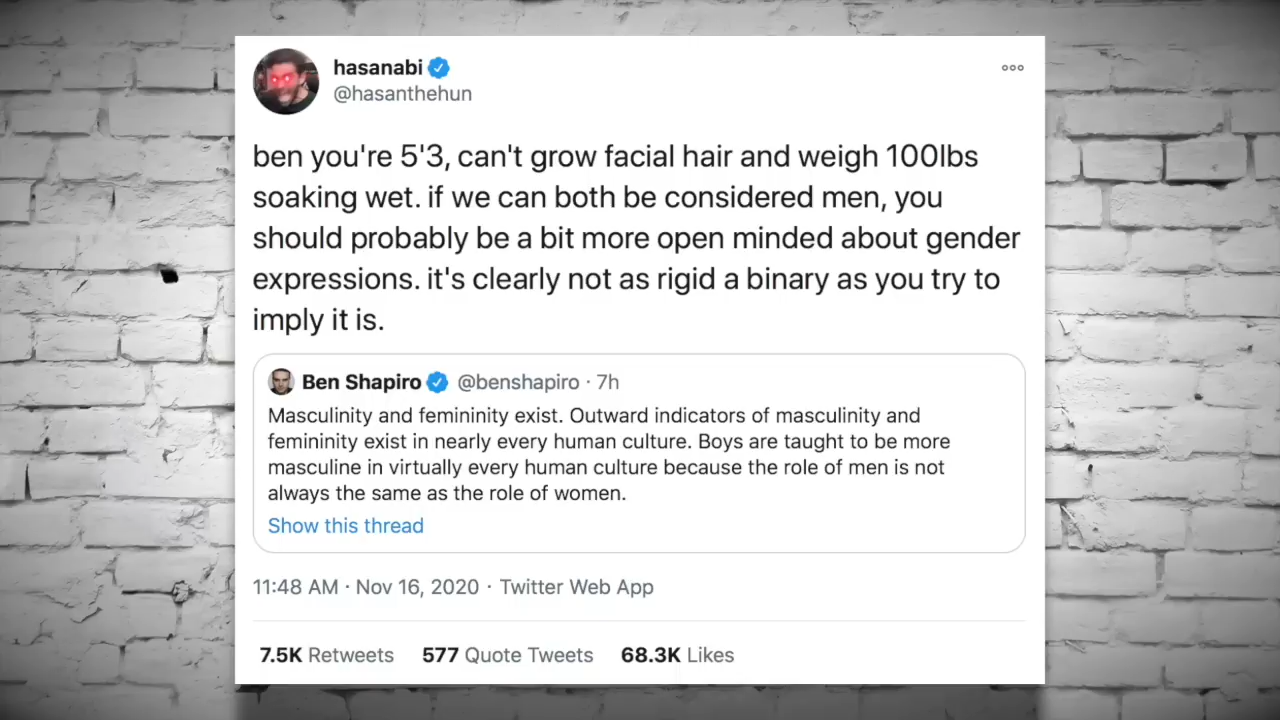 hasanabi
@hasanthehun
ben you're 5'3, can't grow facial hair and weigh 100lbs
soaking wet. if we can both be considered men, you
should probably be a bit more open minded about gender
expressions. it's clearly not as rigid a binary as you try to
imply it is.
Ben Shapiro @benshapiro · 7h
Masculinity and femininity exist. Outward indicators of masculinity and
femininity exist in nearly every human culture. Boys are taught to be more
masculine in virtually every human culture because the role of men is not
always the same as the role of women.
Show this thread
11:48 AM · Nov 16, 2020 · Twitter Web App
7.5K Retweets 577 Quote Tweets 68.3K Likes